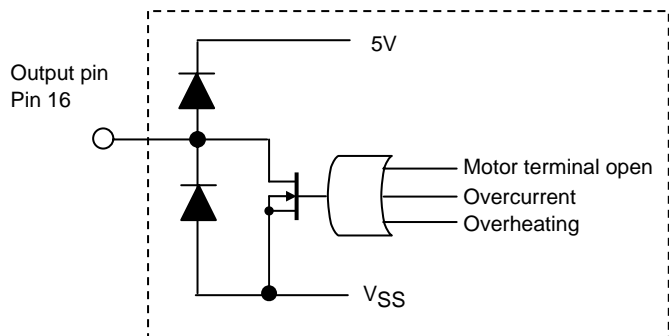 5V
Output pin
Pin 16
Motor terminal open
Overcurrent
Overheating
VSS